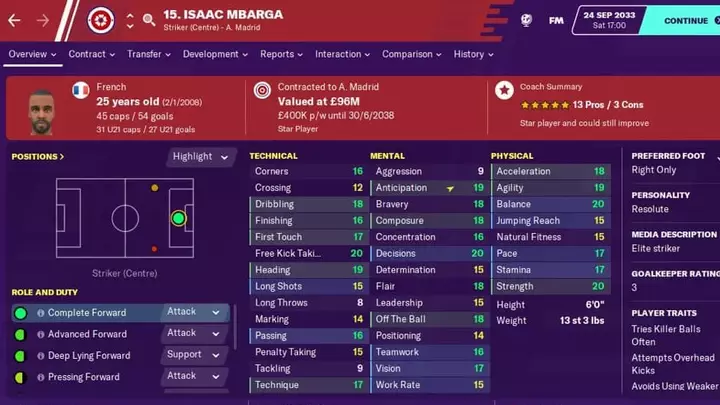 15. ISAAC MBARGA
Striker (Centre) - A. Madrid
FM
24 SEP 2033
Sat 17:00
CONTINUE
Overview
Contract
Transfer
Development
Reports
Interaction
Comparison
History
French
25 years old (2/1/2008)
45 caps / 54 goals
31 U21 caps / 27 U21 goals
Contracted to A. Madrid
Valued at £96M
£400K p/w until 30/6/2038
Star Player
Coach Summary
13 Pros / 3 Cons
Star player and could still improve
POSITIONS >
Highlight
Striker (Centre)
ROLE AND DUTY
Complete Forward Attack
Advanced Forward Attack
Deep Lying Forward Support
Pressing Forward Attack
TECHNICAL
Corners 16
Crossing 12
Dribbling 18
Finishing 16
First Touch 17
Free Kick Taki... 20
Heading 19
Long Shots 15
Long Throws 8
Marking 14
Passing 16
Penalty Taking 15
Tackling 9
Technique 17
MENTAL
Aggression 9
Anticipation 19
Bravery 18
Composure 18
Concentration 16
Decisions 20
Determination 15
Flair 18
Leadership 15
Off The Ball 18
Positioning 14
Teamwork 16
Vision 17
Work Rate 15
PHYSICAL
Acceleration 18
Agility 19
Balance 20
Jumping Reach 15
Natural Fitness 15
Pace 17
Stamina 17
Strength 20
Height 6'0"
Weight 13 st 3 lbs
PREFERRED FOOT
Right Only
PERSONALITY
Resolute
MEDIA DESCRIPTION
Elite striker
GOALKEEPER RATING
3
PLAYER TRAITS
Tries Killer Balls
Often
Attempts Overhead
Kicks
Avoids Using Weaker